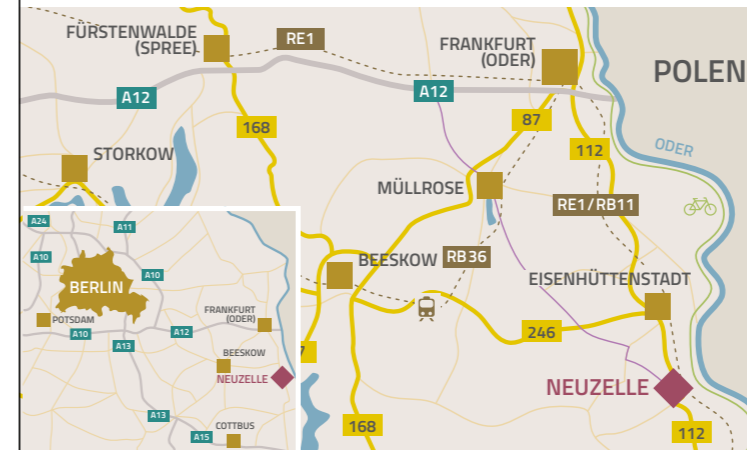 FÜRSTENWALDE
(SPREE)
RE1
FRANKFURT
(ODER)
POLEN
A12
A12
168
87
112
ODER
STORKOW
MÜLLROSE
RE1/RB11
BEESKOW
RB36
EISENHÜTTENSTADT
246
NEUZELLE
168
112
A24
A11
A10
A10
BERLIN
POTSDAM
FRANKFURT
(ODER)
A10
A12
A13
BEESKOW
NEUZELLE
A13
COTTBUS
A15